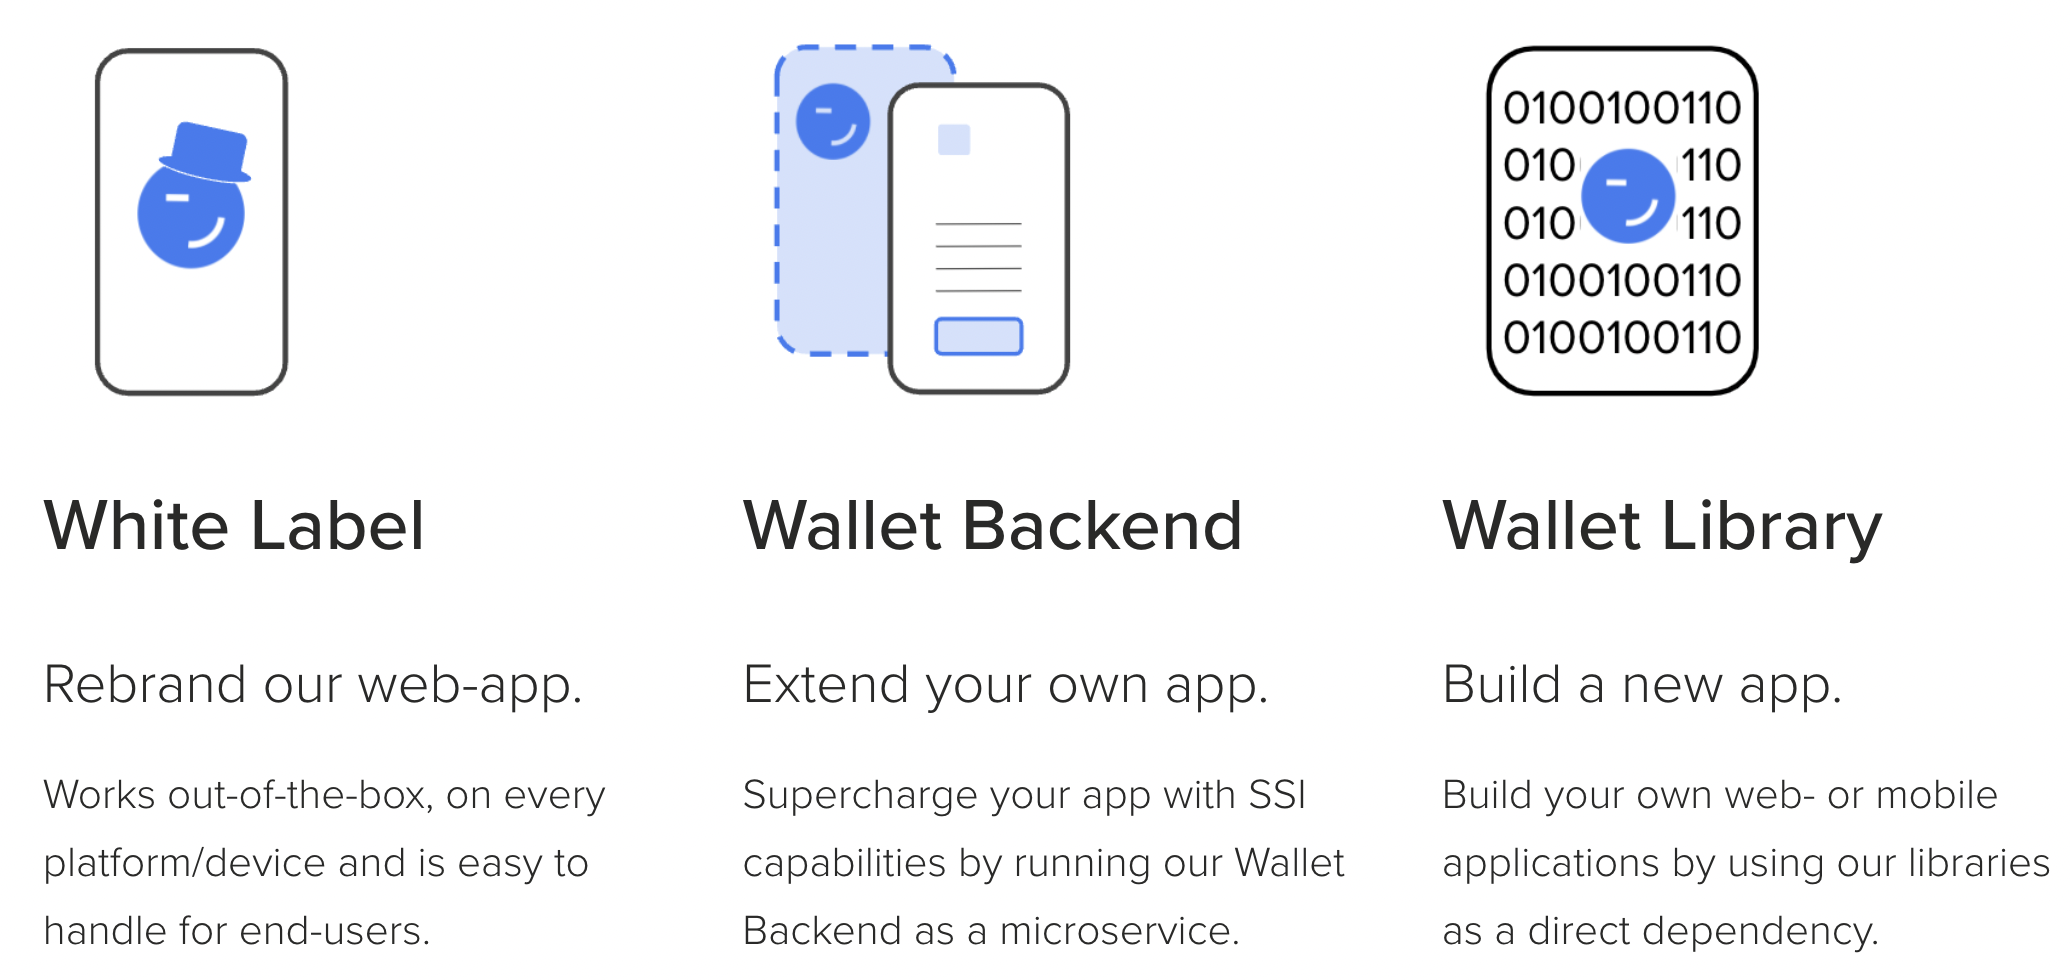 0100100110
010 110
010 110
0100100110
0100100110
White Label
Rebrand our web-app.
Works out-of-the-box, on every
platform/device and is easy to
handle for end-users.
Wallet Backend
Extend your own app.
Supercharge your app with SSI
capabilities by running our Wallet
Backend as a microservice.
Wallet Library
Build a new app.
Build your own web- or mobile
applications by using our libraries
as a direct dependency.